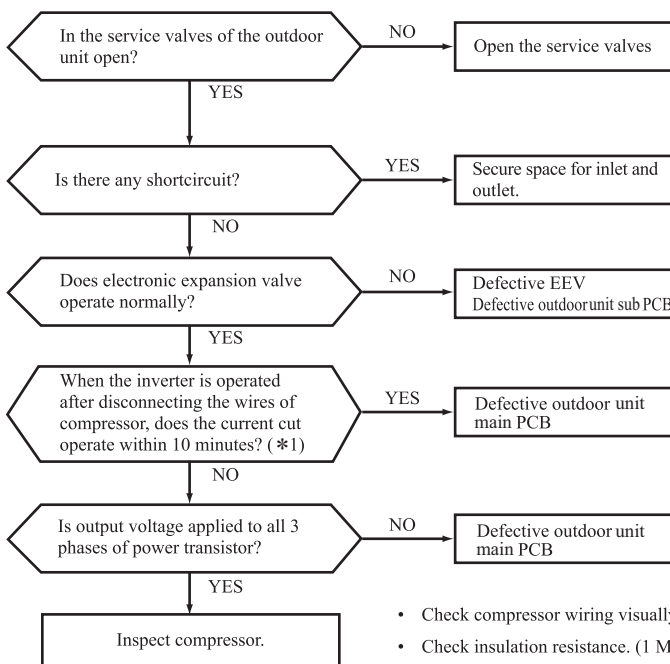 In the service valves of the outdoor
unit open?
NO
Open the service valves
YES
Is there any shortcircuit?
YES
Secure space for inlet and
outlet.
NO
Does electronic expansion valve
operate normally?
NO
Defective EEV
Defective outdoorunit sub PCB
YES
When the inverter is operated
after disconnecting the wires of
compressor, does the current cut
operate within 10 minutes? (*1)
YES
Defective outdoor unit
main PCB
NO
Is output voltage applied to all 3
phases of power transistor?
NO
Defective outdoor unit
main PCB
YES
Inspect compressor.
• Check compressor wiring visually
• Check insulation resistance. (1 M